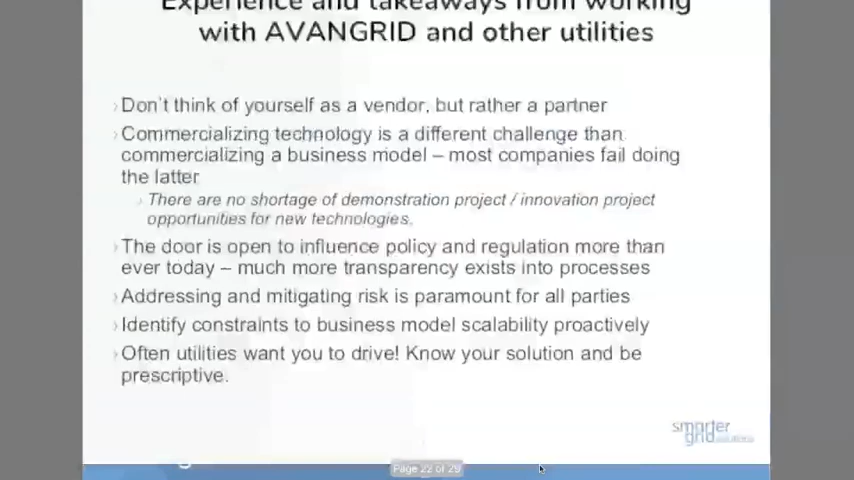 Experience and takeaways from working
with AVANGRID and other utilities
Don't think of yourself as a vendor, but rather a partner
Commercializing technology is a different challenge than
commercializing a business model – most companies fail doing
the latter
There are no shortage of demonstration project / innovation project
opportunities for new technologies.
The door is open to influence policy and regulation more than
ever today – much more transparency exists into processes
Addressing and mitigating risk is paramount for all parties
Identify constraints to business model scalability proactively
Often utilities want you to drive! Know your solution and be
prescriptive.
smarter
grid solutions
Page 22 of 29